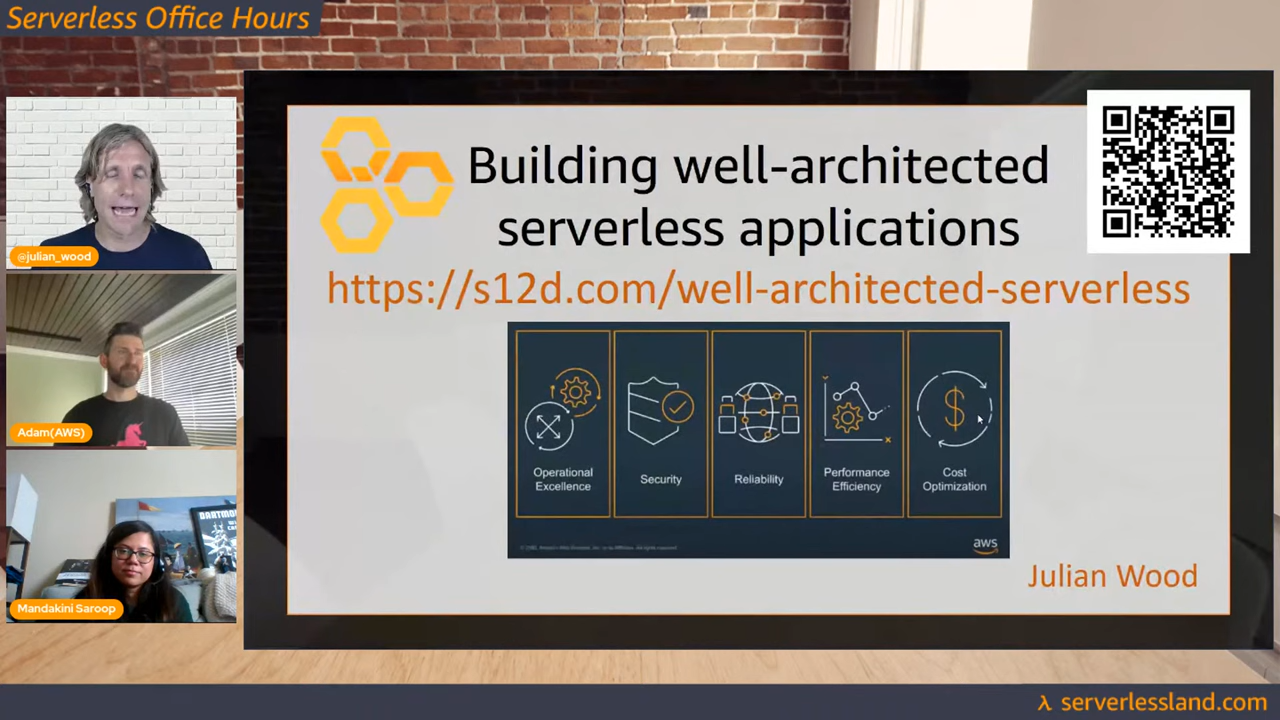 Serverless Office Hours
Building well-architected
serverless applications
https://s12d.com/well-architected-serverless
@julian_wood
Adam(AWS)
DARTMO
Mandakini Saroop
Operational
Excellence
Security
Reliability
Performance
Efficiency
Cost
Optimization
aws
Julian Wood
λ serverlessland.com